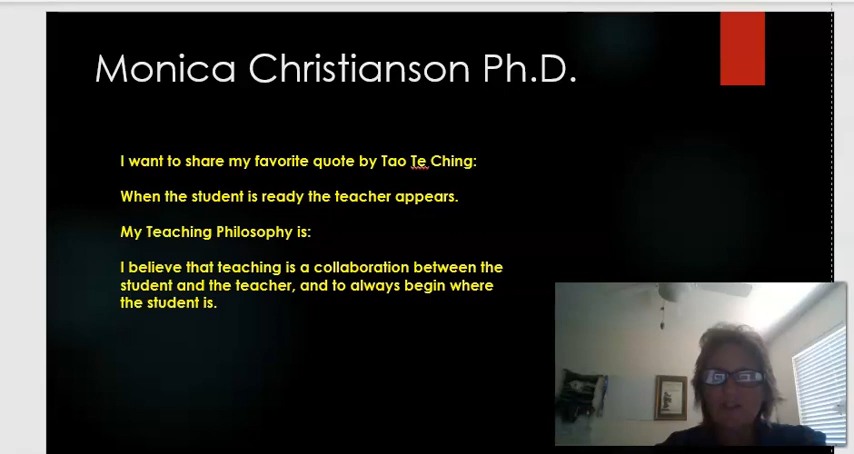 Monica Christianson Ph.D.
I want to share my favorite quote by Tao Te Ching:
When the student is ready the teacher appears.
My Teaching Philosophy is:
I believe that teaching is a collaboration between the
student and the teacher, and to always begin where
the student is.